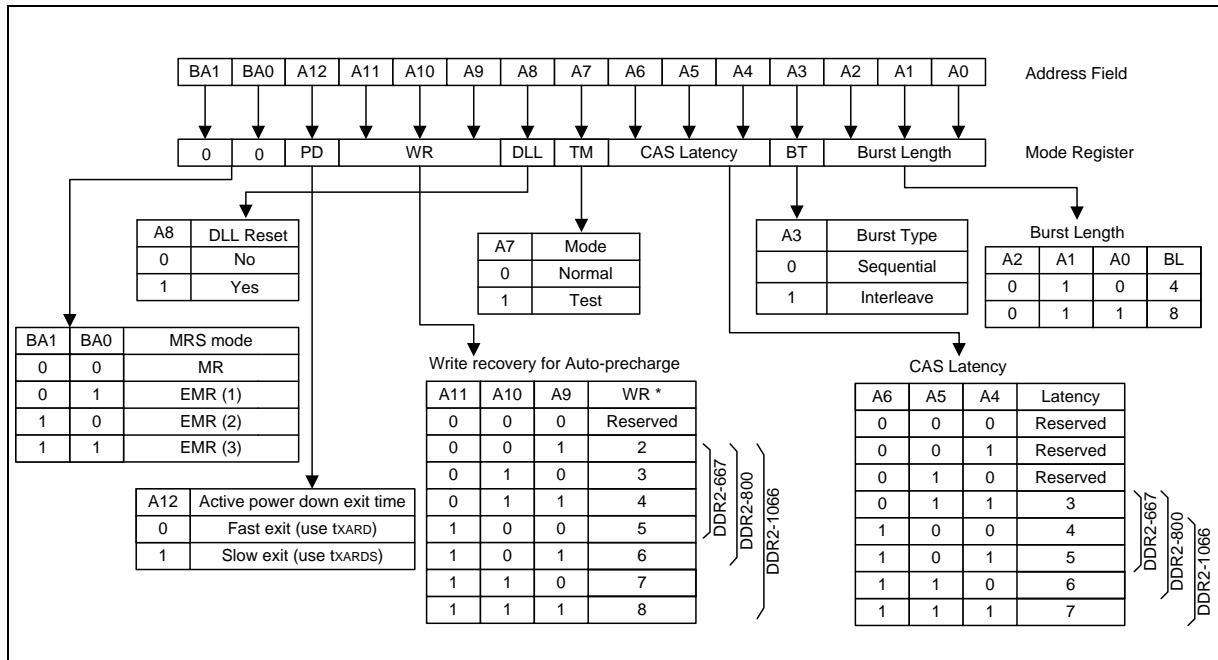 BA1 BA0 A12 A11 A10 A9 A8 A7 A6 A5 A4 A3 A2 A1 A0 Address Field
0 0 PD WR DLL TM CAS Latency BT Burst Length Mode Register
A8 DLL Reset
0 No
1 Yes
A7 Mode
0 Normal
1 Test
A3 Burst Type
0 Sequential
1 Interleave
Burst Length
A2 A1 A0 BL
0 1 0 4
0 1 1 8
BA1 BA0 MRS mode
0 0 MR
0 1 EMR (1)
1 0 EMR (2)
1 1 EMR (3)
A12 Active power down exit time
0 Fast exit (use tXARD)
1 Slow exit (use tXARDS)
Write recovery for Auto-precharge
A11 A10 A9 WR *
0 0 0 Reserved
0 0 1 2
0 1 0 3
0 1 1 4
1 0 0 5
1 0 1 6
1 1 0 7
1 1 1 8
DDR2-667
DDR2-800
DDR2-1066
CAS Latency
A6 A5 A4 Latency
0 0 0 Reserved
0 0 1 Reserved
0 1 0 Reserved
0 1 1 3
1 0 0 4
1 0 1 5
1 1 0 6
1 1 1 7
DDR2-667
DDR2-800
DDR2-1066